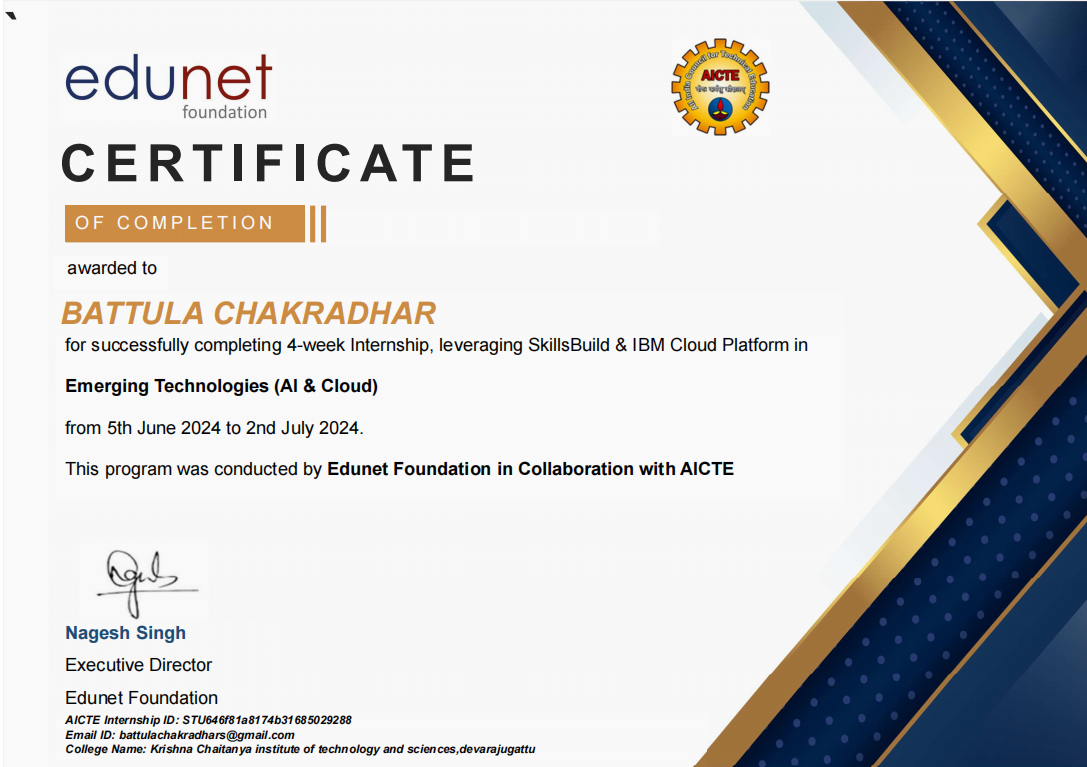 edunet
foundation
All India Council for Technical Education
AICTE
CERTIFICATE
OF COMPLETION
awarded to
BATTULA CHAKRADHAR
for successfully completing 4-week Internship, leveraging SkillsBuild & IBM Cloud Platform in
Emerging Technologies (AI & Cloud)
from 5th June 2024 to 2nd July 2024.
This program was conducted by Edunet Foundation in Collaboration with AICTE
Nagesh Singh
Executive Director
Edunet Foundation
AICTE Internship ID: STU646f81a8174b31685029288
Email ID: battulachakradhars@gmail.com
College Name: Krishna Chaitanya institute of technology and sciences,devarajugattu